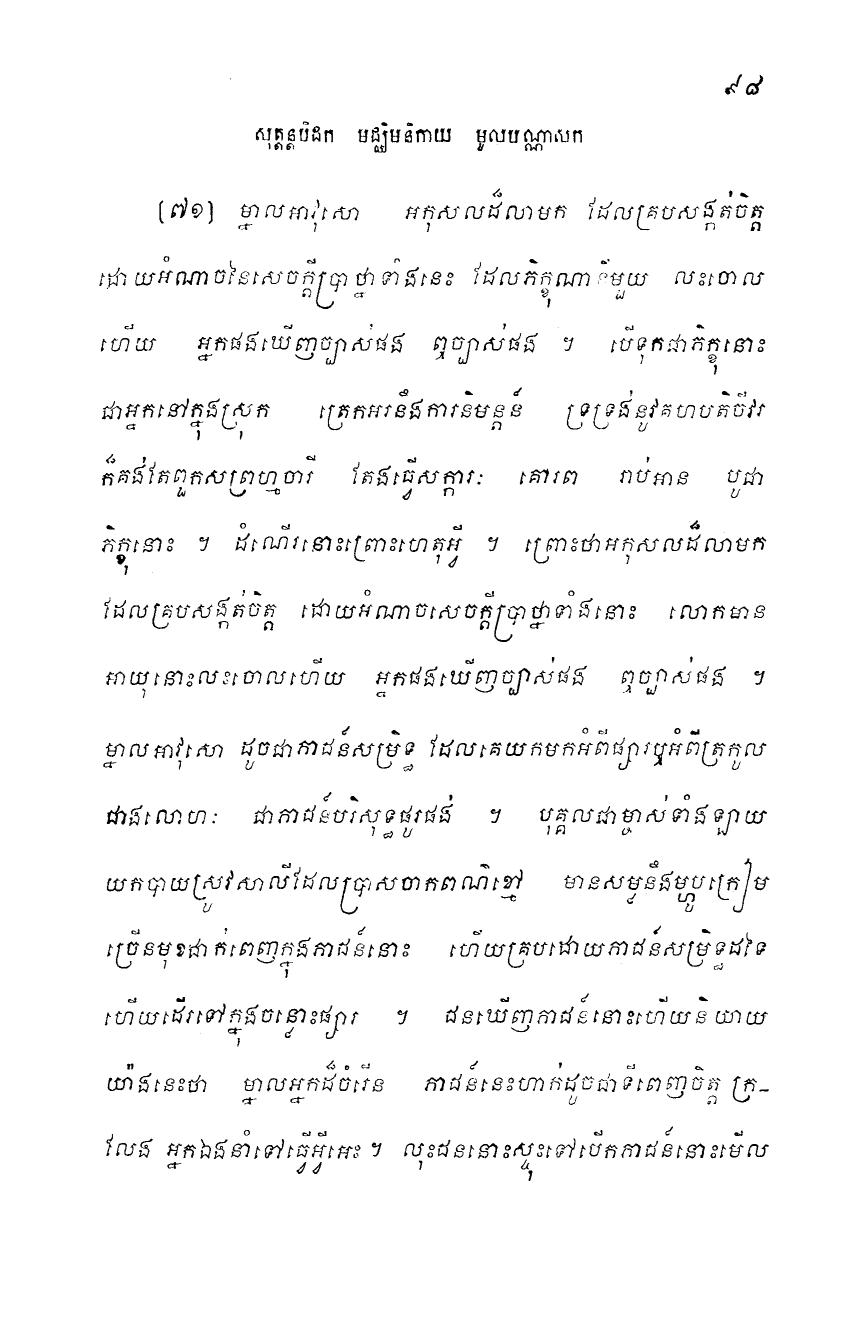 ៩៨
សុត្តន្តបិដក មជ្ឈិមនិកាយ មូលបណ្ណាសក
(៧១) ម្នាលអាវុសោ អកុសលដ៏លាមក ដែលគ្របសង្កត់ចិត្ត
ដោយអំណាចនៃសេចក្តីប្រាថ្នាទាំងនេះ ដែលភិក្ខុណាមួយ លះចោល
ហើយ អ្នកផងឃើញច្បាស់ផង ឮច្បាស់ផង ។ បើទុកជាភិក្ខុនោះ
ជាអ្នកនៅក្នុងស្រុក ត្រេកអរនឹងការនិមន្តន៍ ទ្រទ្រង់នូវគហបតិចីវរ
ក៏គង់តែពួកសព្រហ្មចារី តែងធ្វើសក្ការៈ គោរព រាប់អាន បូជា
ភិក្ខុនោះ ។ ដំណើរនោះព្រោះហេតុអ្វី ។ ព្រោះថាអកុសលដ៏លាមក
ដែលគ្របសង្កត់ចិត្ត ដោយអំណាចសេចក្តីប្រាថ្នាទាំងនោះ លោកមាន
អាយុនោះលះចោលហើយ អ្នកផងឃើញច្បាស់ផង ឮច្បាស់ផង ។
ម្នាលអាវុសោ ដូចជាភាជន៍សម្រិទ្ធ ដែលគេយកមកអំពីផ្សារឬអំពីត្រកូល
ជាងលោហៈ ជាភាជន៍បរិសុទ្ធផូរផង់ ។ បុគ្គលជាម្ចាស់ទាំងឡាយ
យកបាយស្រូវសាលីដែលប្រាសចាកពណ៌ខ្មៅ មានសម្លនឹងម្ហូបក្រៀម
ច្រើនមុខដាក់ពេញក្នុងភាជន៍នោះ ហើយគ្របដោយភាជន៍សម្រិទ្ធដទៃ
ហើយដើរទៅក្នុងចន្លោះផ្សារ ។ ជនឃើញភាជន៍នោះហើយនិយាយ
យ៉ាងនេះថា ម្នាលអ្នកដ៏ចំរើន ភាជន៍នេះហាក់ដូចជាទីពេញចិត្ត ក្រ-
លែង អ្នកឯងនាំទៅធ្វើអ្វីអេះ ។ លុះជននោះស្ទុះទៅបើកភាជន៍នោះមើល